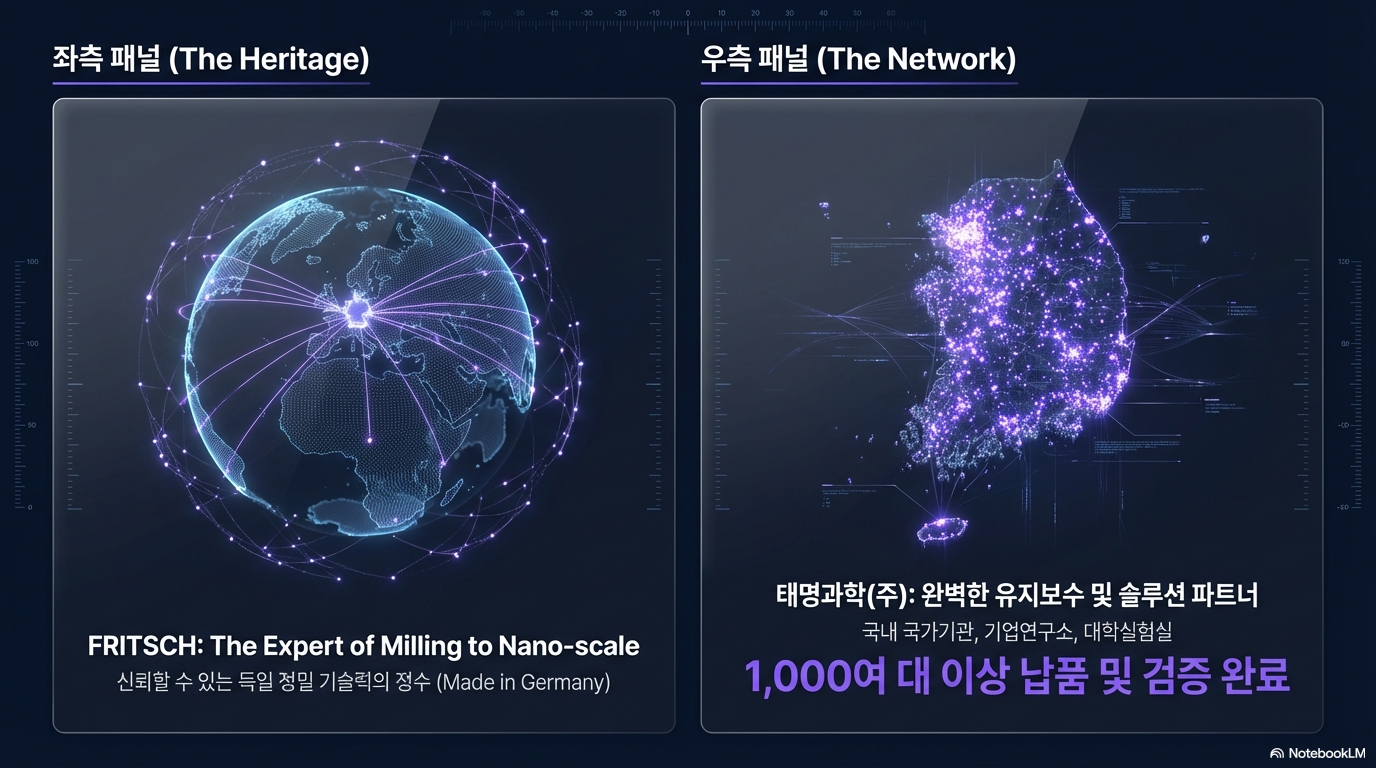 좌측 패널 (The Heritage)
FRITSCH: The Expert of Milling to Nano-scale
신뢰할 수 있는 독일 정밀 기술력의 정수 (Made in Germany)
우측 패널 (The Network)
태명과학(주): 완벽한 유지보수 및 솔루션 파트너
국내 국가기관, 기업연구소, 대학실험실
1,000여 대 이상 납품 및 검증 완료
NotebookLM